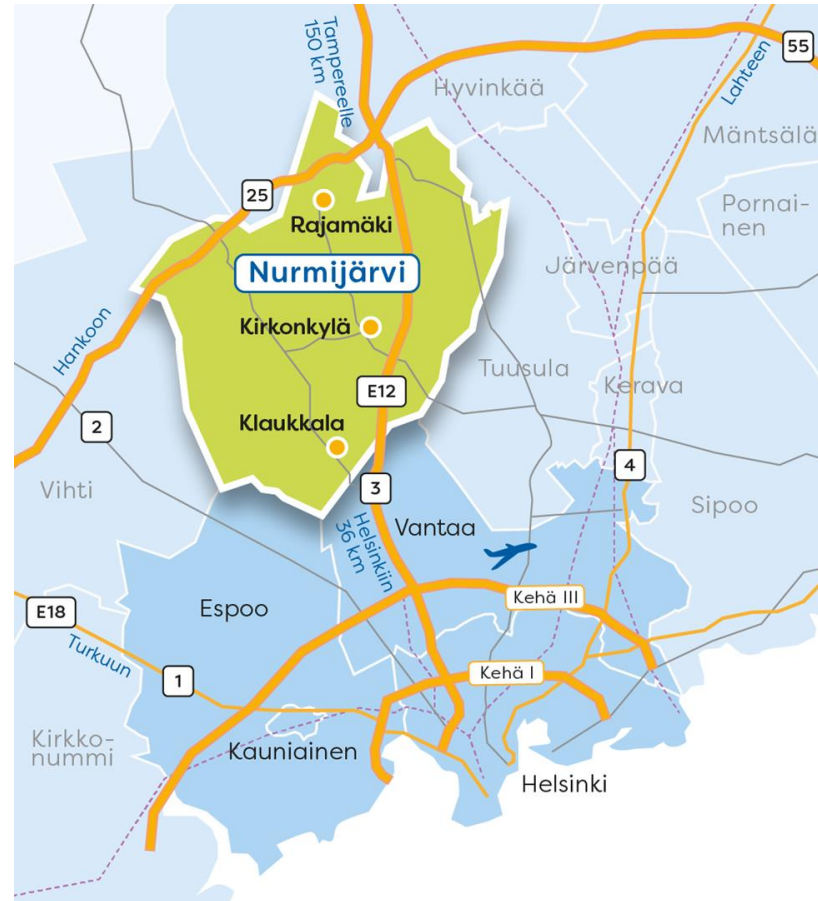 Tampereelle
150 km
55
Lahteen
Hyvinkää
Mäntsälä
25
Pornai-
nen
Rajamäki
Järvenpää
Nurmijärvi
Kirkonkylä
Hankoon
Tuusula
Kerava
E12
2
Klaukkala
4
Vihti
3
Sipoo
Helsinkiin
36 km
Vantaa
Kehä III
E18
Espoo
Turkuun
1
Kehä I
Kirkko-
nummi
Kauniainen
Helsinki